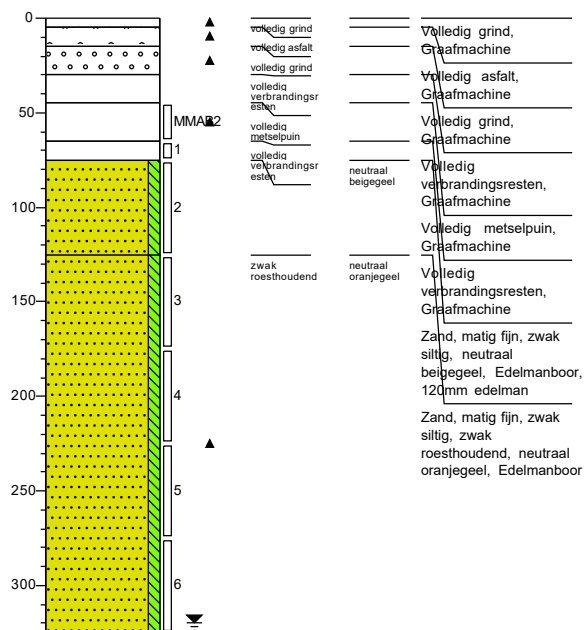 0
50
100
150
200
250
300
MMAB2
1
2
3
4
5
6
volledig grind
volledig asfalt
volledig grind
volledig
verbrandingsr
esten
volledig
metselpuin
volledig
verbrandingsr
esten
zwak
roesthoudend
neutraal
beigegeel
neutraal
oranjegeel
Volledig grind,
Graafmachine
Volledig asfalt,
Graafmachine
Volledig grind,
Graafmachine
Volledig
verbrandingsresten,
Graafmachine
Volledig metselpuin,
Graafmachine
Volledig
verbrandingsresten,
Graafmachine
Zand, matig fijn, zwak
siltig, neutraal
beigegeel, Edelmanboor,
120mm edelman
Zand, matig fijn, zwak
siltig, zwak
roesthoudend, neutraal
oranjegeel, Edelmanboor